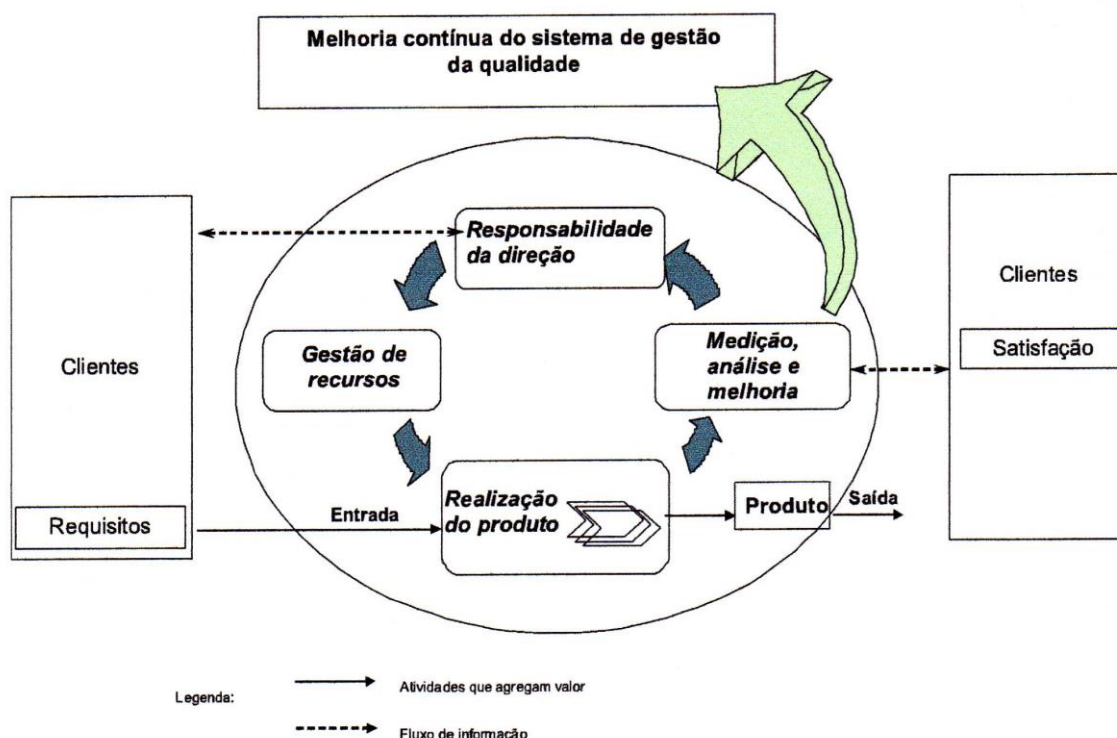 Melhoria contínua do sistema de gestão
da qualidade
Responsabilidade
da direção
Clientes
Clientes
Gestão de
recursos
Medição,
análise e
melhoria
Satisfação
Requisitos
Entrada
Realização
do produto
Produto
Saída
Legenda:
Atividades que agregam valor
Fluxo de informação